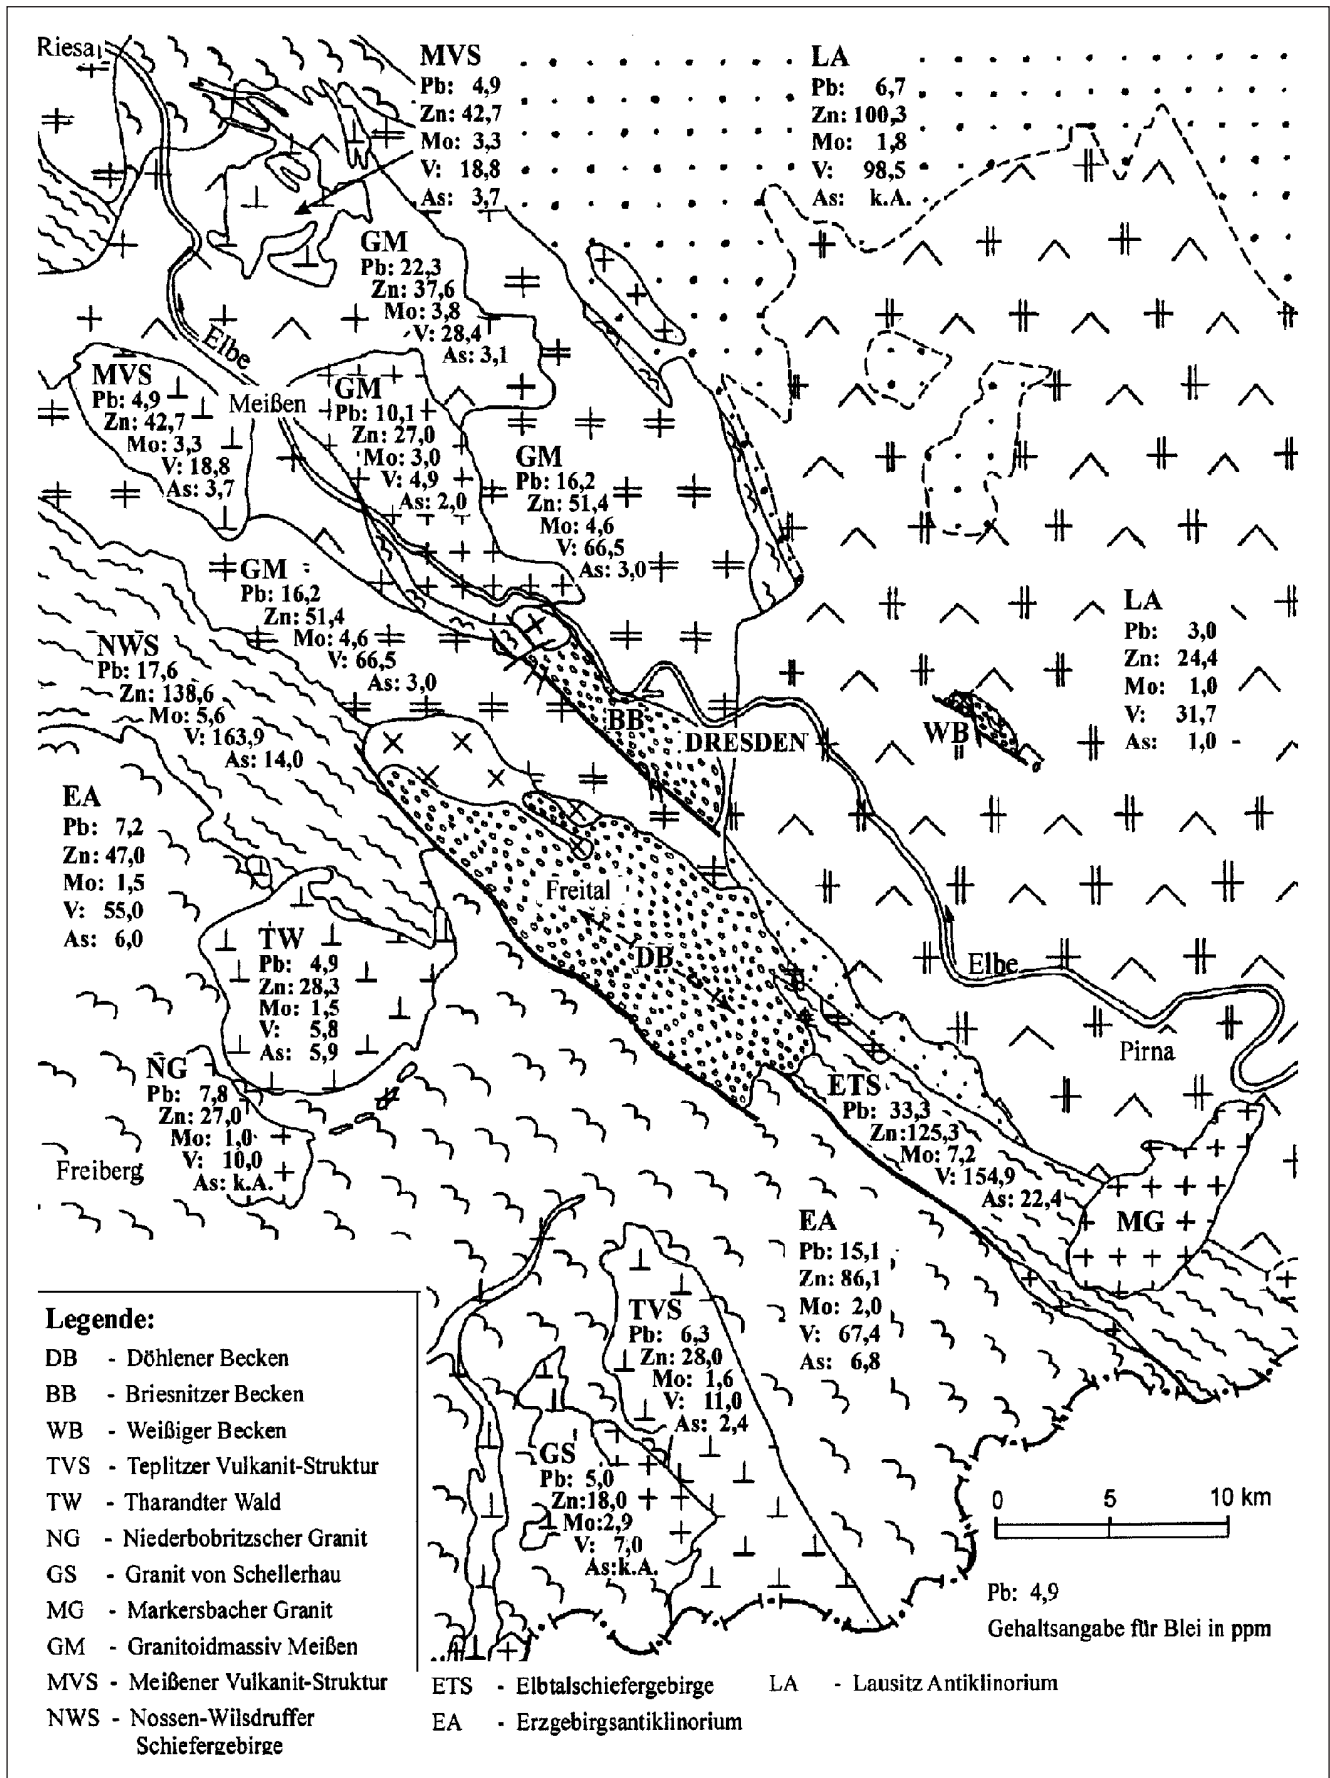 Riesa
MVS
Pb: 4,9
Zn: 42,7
Mo: 3,3
V: 18,8
As: 3,7
LA
Pb: 6,7
Zn: 100,3
Mo: 1,8
V: 98,5
As: k.A.
GM
Pb: 22,3
Zn: 37,6
Mo: 3,8
V: 28,4
As: 3,1
Elbe
MVS
Pb: 4,9
Zn: 42,7
Mo: 3,3
V: 18,8
As: 3,7
Meißen
GM
Pb: 10,1
Zn: 27,0
Mo: 3,0
V: 4,9
As: 2,0
GM
Pb: 16,2
Zn: 51,4
Mo: 4,6
V: 66,5
As: 3,0
GM
Pb: 16,2
Zn: 51,4
Mo: 4,6
V: 66,5
As: 3,0
LA
Pb: 3,0
Zn: 24,4
Mo: 1,0
V: 31,7
As: 1,0
NWS
Pb: 17,6
Zn: 138,6
Mo: 5,6
V: 163,9
As: 14,0
BB
DRESDEN
WB
EA
Pb: 7,2
Zn: 47,0
Mo: 1,5
V: 55,0
As: 6,0
Freital
DB
TW
Pb: 4,9
Zn: 28,3
Mo: 1,5
V: 5,8
As: 5,9
Elbe
Pirna
NG
Pb: 7,8
Zn: 27,0
Mo: 1,0
V: 10,0
As: k.A.
Freiberg
ETS
Pb: 33,3
Zn:125,3
Mo: 7,2
V: 154,9
As: 22,4
MG
EA
Pb: 15,1
Zn: 86,1
Mo: 2,0
V: 67,4
As: 6,8
TVS
Pb: 6,3
Zn: 28,0
Mo: 1,6
V: 11,0
As: 2,4
GS
Pb: 5,0
Zn:18,0
Mo:2,9
V: 7,0
As:k.A.
0 5 10 km
Pb: 4,9
Gehaltsangabe für Blei in ppm
Legende:
DB - Döhlener Becken
BB - Briesnitzer Becken
WB - Weißiger Becken
TVS - Teplitzer Vulkanit-Struktur
TW - Tharandter Wald
NG - Niederbobritzscher Granit
GS - Granit von Schellerhau
MG - Markersbacher Granit
GM - Granitoidmassiv Meißen
MVS - Meißener Vulkanit-Struktur
NWS - Nossen-Wilsdruffer
Schiefergebirge
ETS - Elbtalschiefergebirge
EA - Erzgebirgsantiklinorium
LA - Lausitz Antiklinorium